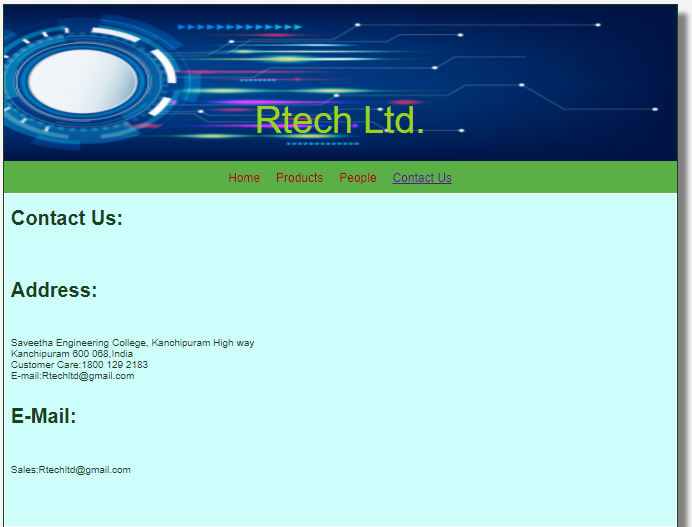 Rtech Ltd.
Home Products People Contact Us
Contact Us:
Address:
Saveetha Engineering College, Kanchipuram High way
Kanchipuram 600 068,India
Customer Care:1800 129 2183
E-mail:Rtechltd@gmail.com
E-Mail:
Sales:Rtechltd@gmail.com